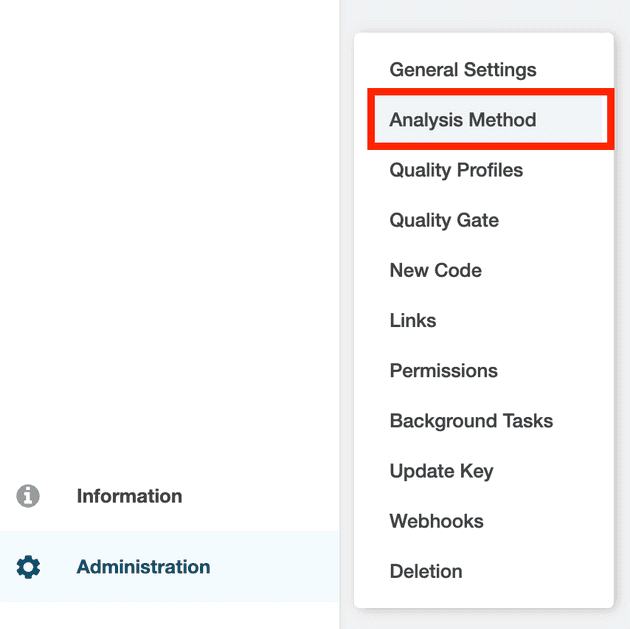 General Settings
Analysis Method
Quality Profiles
Quality Gate
New Code
Links
Permissions
Background Tasks
Update Key
Webhooks
Deletion
Information
Administration